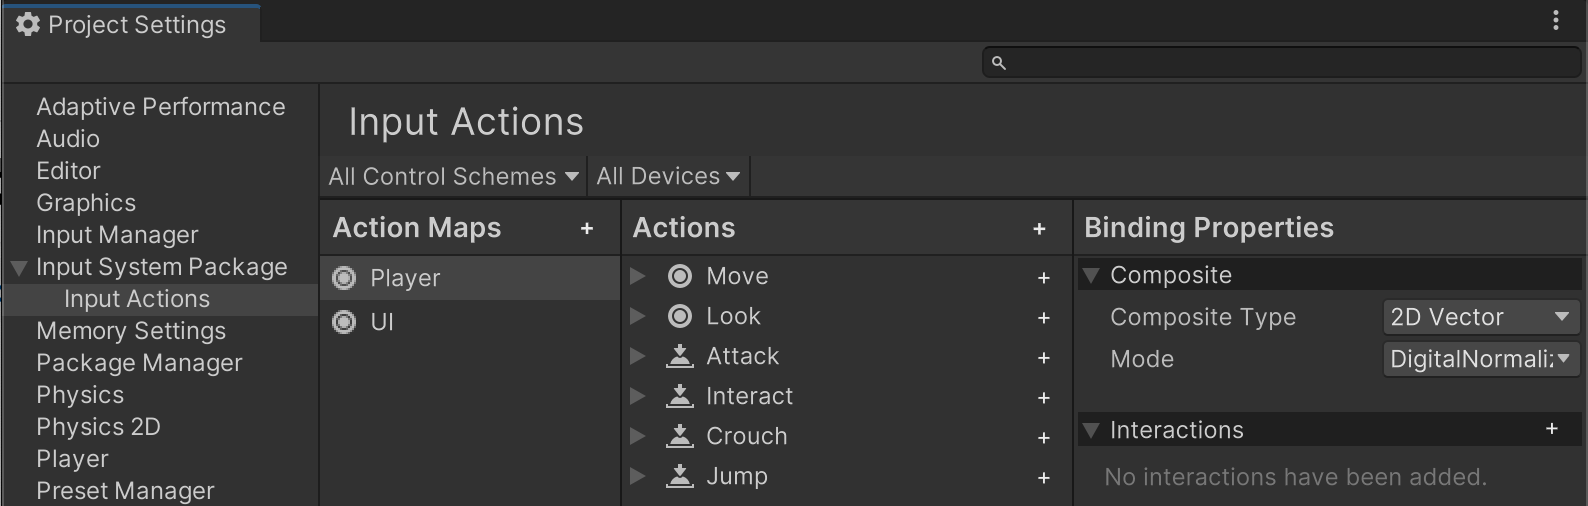 Project Settings
Adaptive Performance
Audio
Editor
Graphics
Input Manager
Input System Package
Input Actions
Memory Settings
Package Manager
Physics
Physics 2D
Player
Preset Manager
Input Actions
All Control Schemes
All Devices
Action Maps +
Player
UI
Actions +
Move +
Look +
Attack +
Interact +
Crouch +
Jump +
Binding Properties
Composite
Composite Type 2D Vector
Mode DigitalNormali
Interactions +
No interactions have been added.